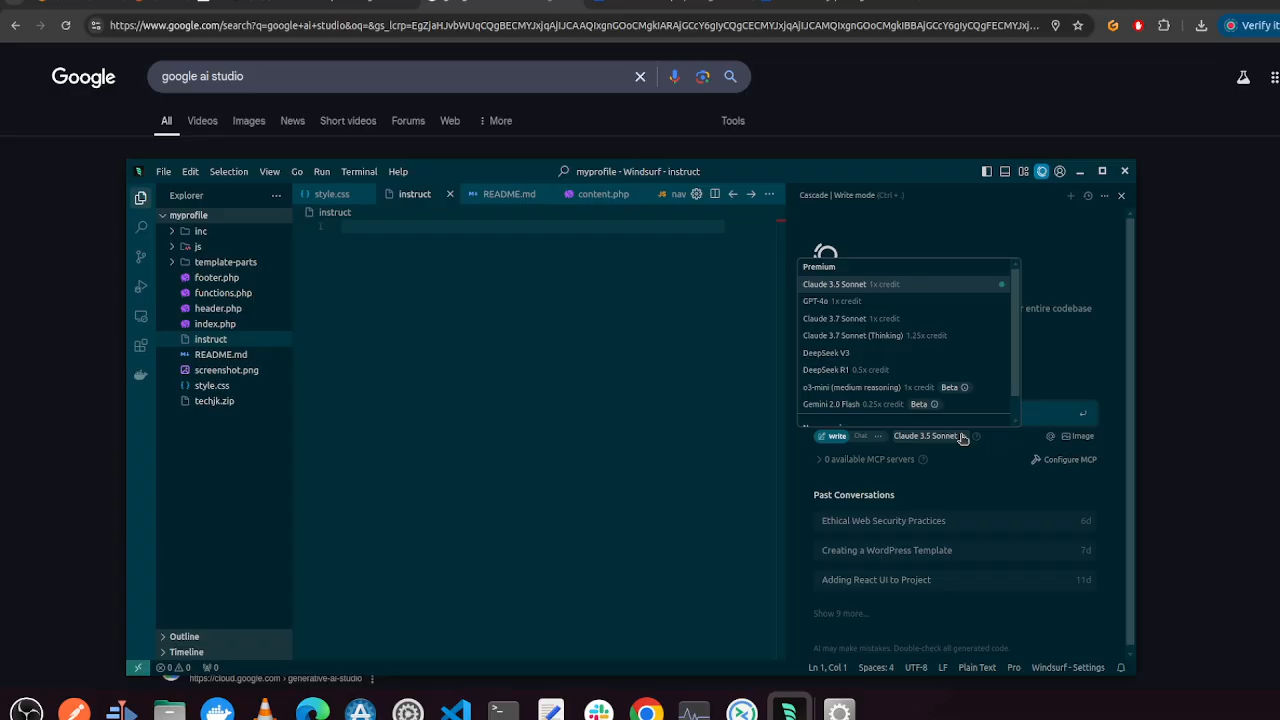 https://www.google.com/search?q=google+ai+studio&oq=&gs_lcrp=
Verify it
Google
google ai studio
All
Videos
Images
News
Short videos
Forums
Web
More
Tools
File
Edit
Selection
View
Go
Run
Terminal
Help
myprofile - Windsurf - instruct
Explorer
style.css
instruct
README.md
content.php
JS nav
Cascade | Write mode (Ctrl + .)
myprofile
instruct
1
inc
js
template-parts
footer.php
functions.php
header.php
index.php
instruct
README.md
screenshot.png
style.css
techjk.zip
Outline
Timeline
r entire codebase
Premium
Claude 3.5 Sonnet 1x credit
GPT-4o 1x credit
Claude 3.7 Sonnet 1x credit
Claude 3.7 Sonnet (Thinking) 1.25x credit
DeepSeek V3
DeepSeek R1 0.5x credit
o3-mini (medium reasoning) 1x credit Beta
Gemini 2.0 Flash 0.25x credit Beta
Write
Chat
Claude 3.5 Sonnet
@
Image
0 available MCP servers
Configure MCP
Past Conversations
Ethical Web Security Practices 6d
Creating a WordPress Template 7d
Adding React UI to Project 11d
Show 9 more...
AI may make mistakes. Double-check all generated code.
0 0
0
Ln 1, Col 1
Spaces: 4
UTF-8
LF
Plain Text
Pro
Windsurf - Settings
https://cloud.google.com › generative-ai-studio